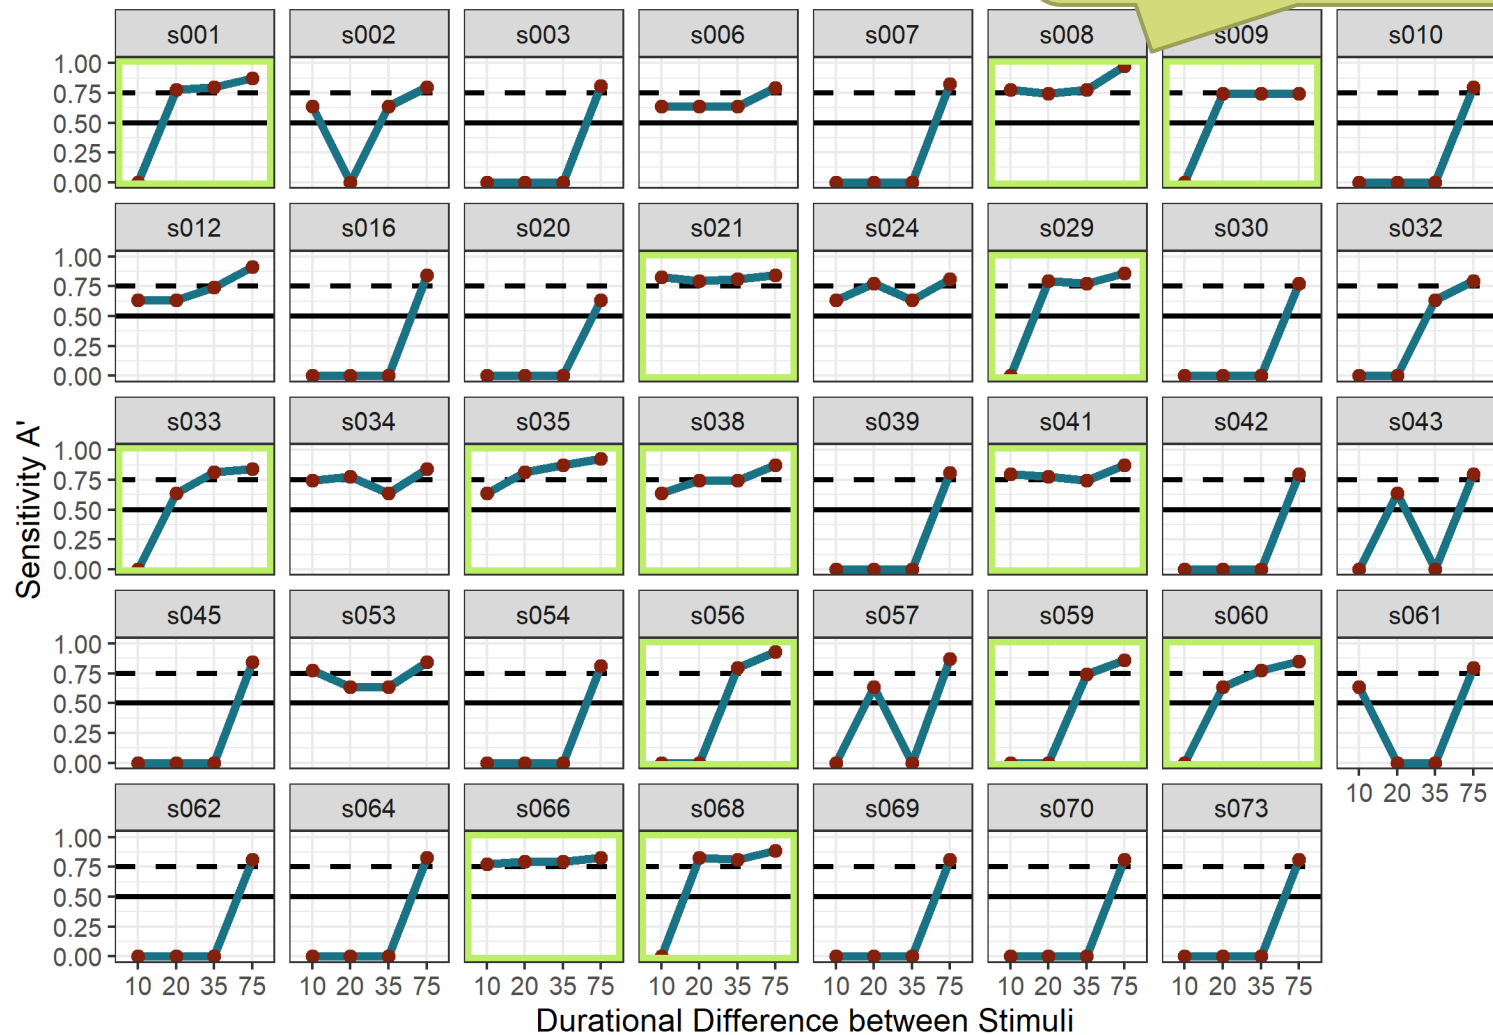 s001 s002 s003 s006 s007 s008 s009 s010
1.00
0.75
0.50
0.25
0.00
s012 s016 s020 s021 s024 s029 s030 s032
1.00
0.75
0.50
0.25
0.00
s033 s034 s035 s038 s039 s041 s042 s043
1.00
0.75
0.50
0.25
0.00
Sensitivity A'
s045 s053 s054 s056 s057 s059 s060 s061
1.00
0.75
0.50
0.25
0.00
10 20 35 75
s062 s064 s066 s068 s069 s070 s073
1.00
0.75
0.50
0.25
0.00
10 20 35 75 10 20 35 75 10 20 35 75 10 20 35 75 10 20 35 75 10 20 35 75 10 20 35 75
Durational Difference between Stimuli